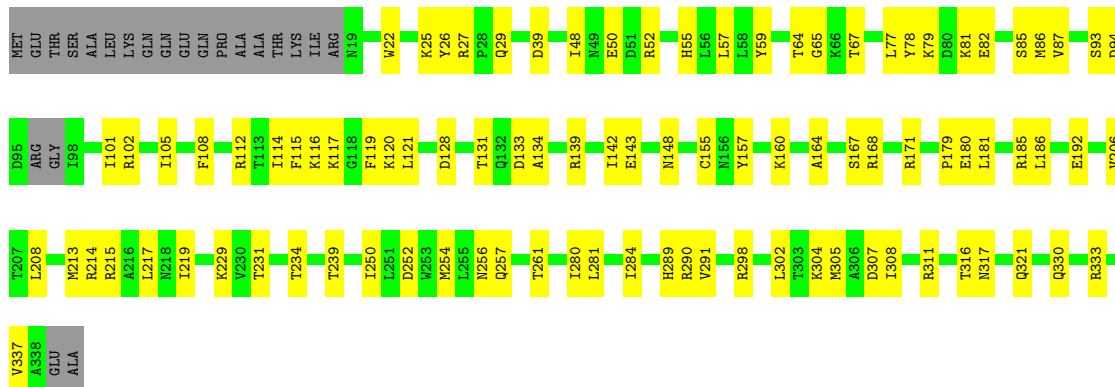 MET GLU THR SER ALA LEU LYS GLN GLN GLU GLN PRO ALA ALA THR LYS ILE ARG N19 W22 K25 Y26 R27 P28 Q29 D39 I48 N49 E50 D51 R52 H55 L56 L57 L58 Y59 T64 G65 K66 T67 L77 Y78 K79 D80 K81 E82 S85 M86 V87 S93
D95 ARG GLY I98 I101 R102 I105 F108 R112 T113 I114 F115 K116 K117 G118 F119 K120 L121 D128 T131 Q132 D133 A134 R139 I142 E143 N148 C155 N156 Y157 K160 A164 S167 R168 R171 P179 E180 L181 R185 L186 E192
T207 L208 M213 R214 R215 A216 L217 N218 I219 K229 V230 T231 T234 T239 I250 L251 D252 W253 M254 L255 N256 Q257 T261 I280 L281 I284 H289 R290 V291 R298 L302 T303 K304 M305 A306 D307 I308 R311 T316 N317 Q321 Q330 R333
V337 A338 GLU ALA